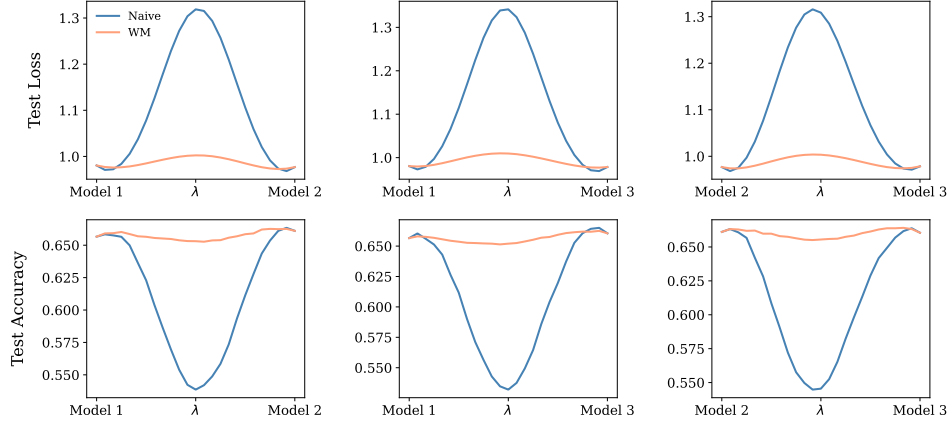 Test Loss
1.3
1.2
1.1
1.0
Naive
WM
Model 1 λ Model 2
1.3
1.2
1.1
1.0
Model 1 λ Model 3
1.3
1.2
1.1
1.0
Model 2 λ Model 3
Test Accuracy
0.650
0.625
0.600
0.575
0.550
Model 1 λ Model 2
0.650
0.625
0.600
0.575
0.550
Model 1 λ Model 3
0.650
0.625
0.600
0.575
0.550
Model 2 λ Model 3